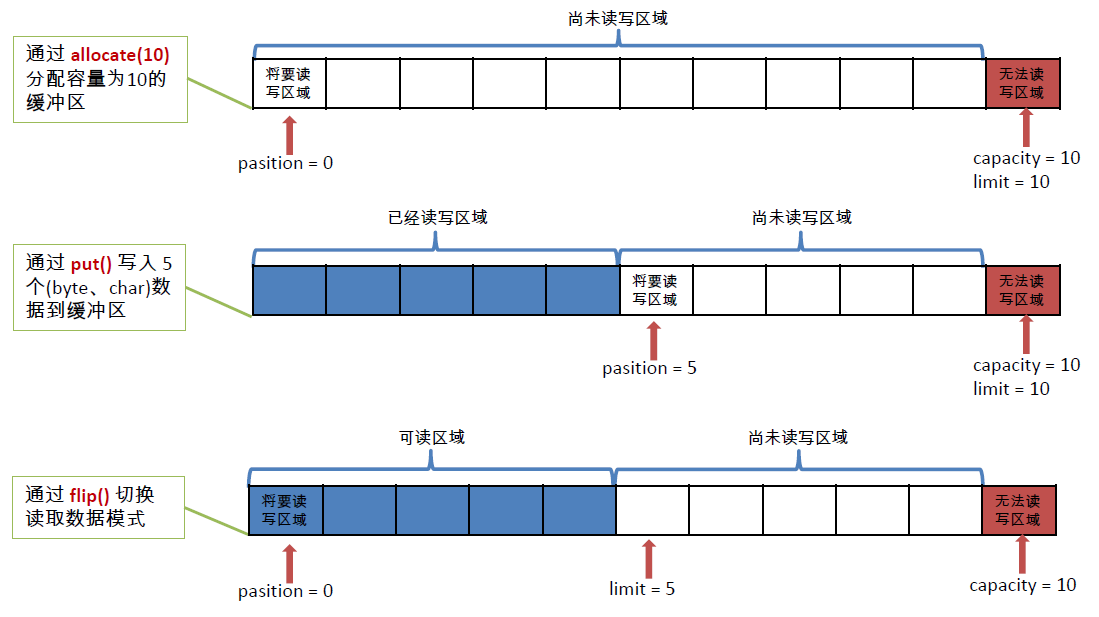 尚未读写区域
通过 allocate(10)
分配容量为10的
缓冲区
将要读
写区域
无法读
写区域
pasition = 0
capacity = 10
limit = 10
已经读写区域
尚未读写区域
通过 put() 写入 5
个(byte、char)数
据到缓冲区
将要读
写区域
无法读
写区域
pasition = 5
capacity = 10
limit = 10
可读区域
尚未读写区域
通过 flip() 切换
读取数据模式
将要读
写区域
无法读
写区域
pasition = 0
limit = 5
capacity = 10